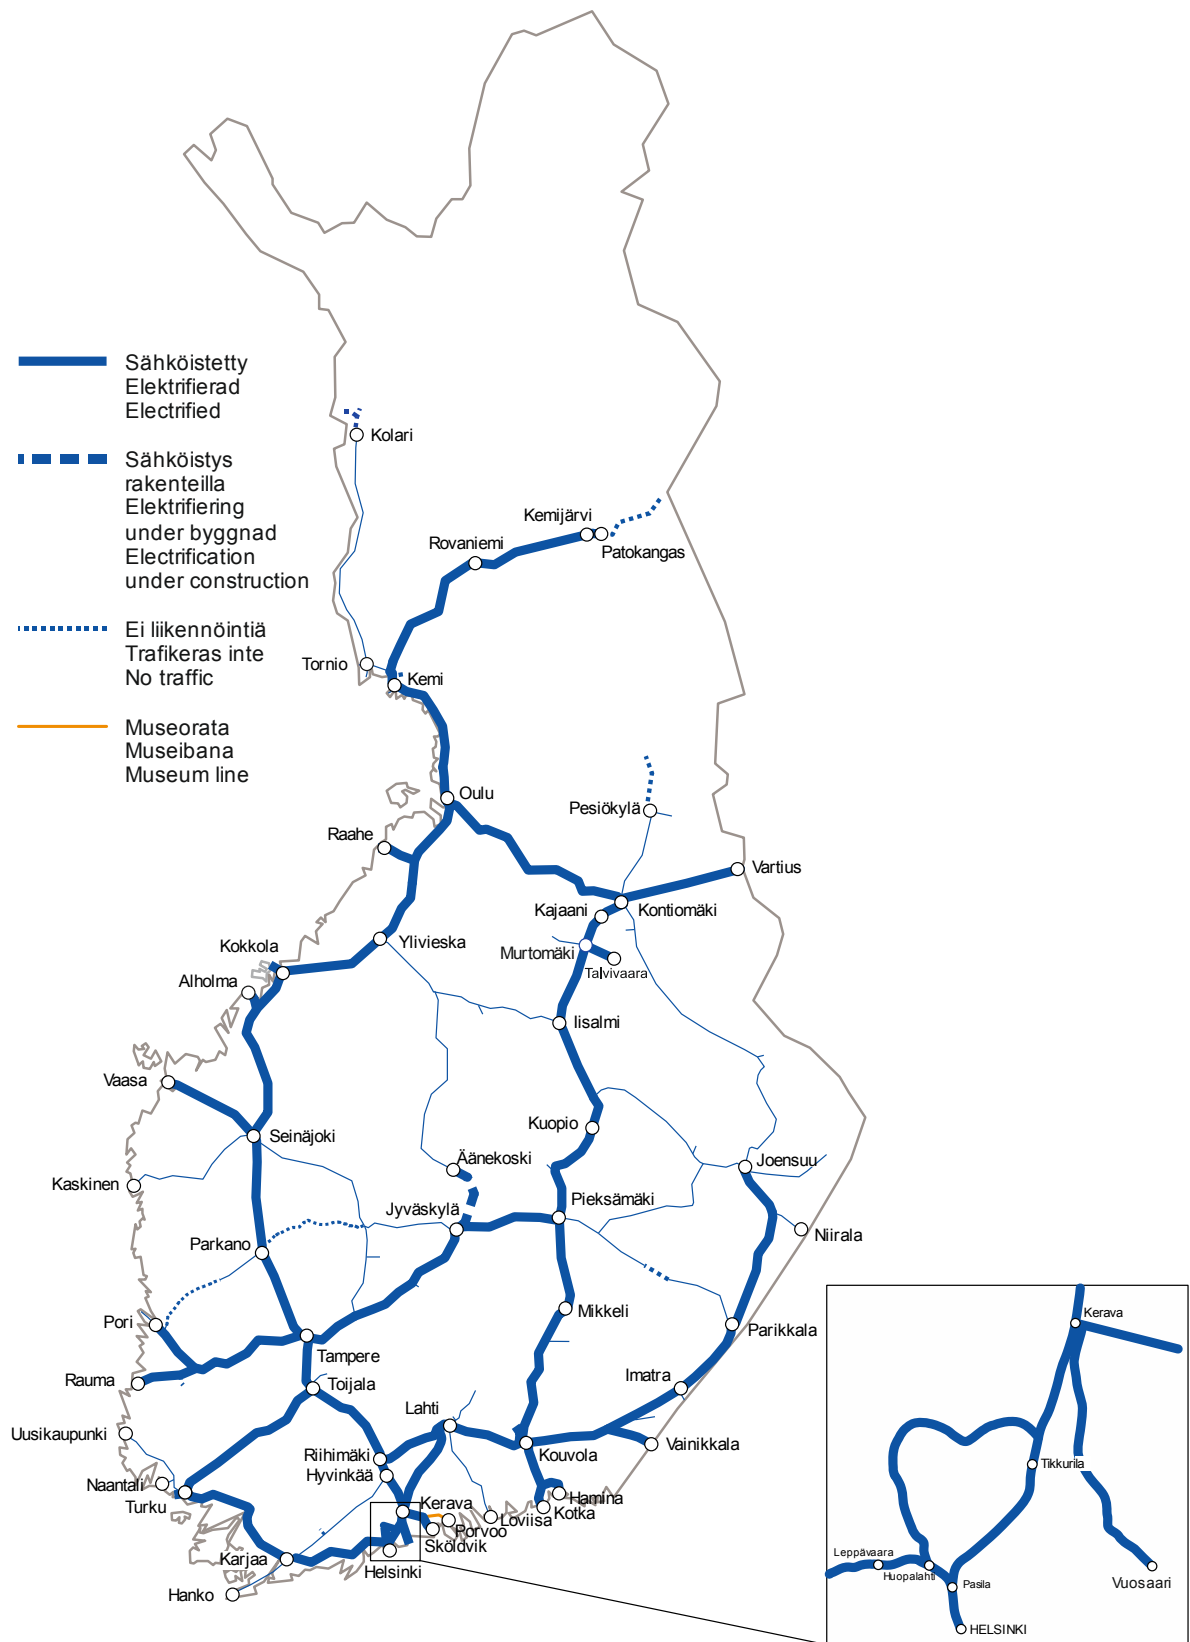 Sähköistetty
Elektrifierad
Electrified
Sähköistys
rakenteilla
Elektrifiering
under byggnad
Electrification
under construction
Ei liikennöintiä
Trafikeras inte
No traffic
Museorata
Museibana
Museum line
Kolari
Kemijärvi
Patokangas
Rovaniemi
Tornio
Kemi
Oulu
Pesiökylä
Raahe
Vartius
Kajaani
Kontiomäki
Ylivieska
Murtomäki
Talvivaara
Kokkola
Alholma
Iisalmi
Vaasa
Kuopio
Seinäjoki
Äänekoski
Joensuu
Kaskinen
Pieksämäki
Jyväskylä
Niirala
Parkano
Mikkeli
Pori
Parikkala
Tampere
Rauma
Toijala
Imatra
Lahti
Uusikaupunki
Vainikkala
Kouvola
Riihimäki
Hyvinkää
Naantali
Turku
Hamina
Kotka
Kerava
Loviisa
Porvoo
Sköldvik
Karjaa
Helsinki
Hanko
Kerava
Tikkurila
Leppävaara
Huopalahti
Pasila
Vuosaari
HELSINKI